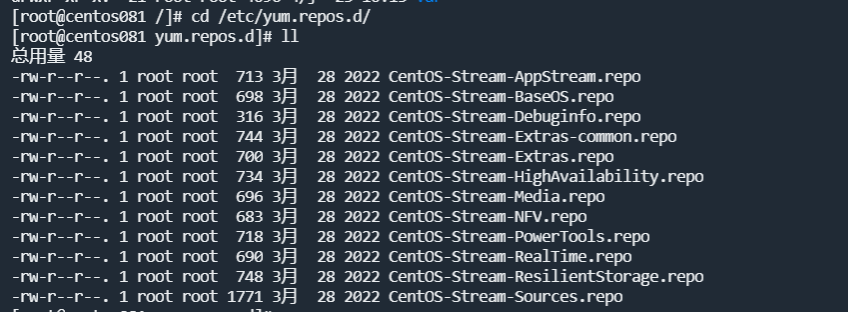 [root@centos081 /]# cd /etc/yum.repos.d/
[root@centos081 yum.repos.d]# ll
总用量 48
-rw-r--r--. 1 root root  713 3月  28 2022 CentOS-Stream-AppStream.repo
-rw-r--r--. 1 root root  698 3月  28 2022 CentOS-Stream-BaseOS.repo
-rw-r--r--. 1 root root  316 3月  28 2022 CentOS-Stream-Debuginfo.repo
-rw-r--r--. 1 root root  744 3月  28 2022 CentOS-Stream-Extras-common.repo
-rw-r--r--. 1 root root  700 3月  28 2022 CentOS-Stream-Extras.repo
-rw-r--r--. 1 root root  734 3月  28 2022 CentOS-Stream-HighAvailability.repo
-rw-r--r--. 1 root root  696 3月  28 2022 CentOS-Stream-Media.repo
-rw-r--r--. 1 root root  683 3月  28 2022 CentOS-Stream-NFV.repo
-rw-r--r--. 1 root root  718 3月  28 2022 CentOS-Stream-PowerTools.repo
-rw-r--r--. 1 root root  690 3月  28 2022 CentOS-Stream-RealTime.repo
-rw-r--r--. 1 root root  748 3月  28 2022 CentOS-Stream-ResilientStorage.repo
-rw-r--r--. 1 root root 1771 3月  28 2022 CentOS-Stream-Sources.repo